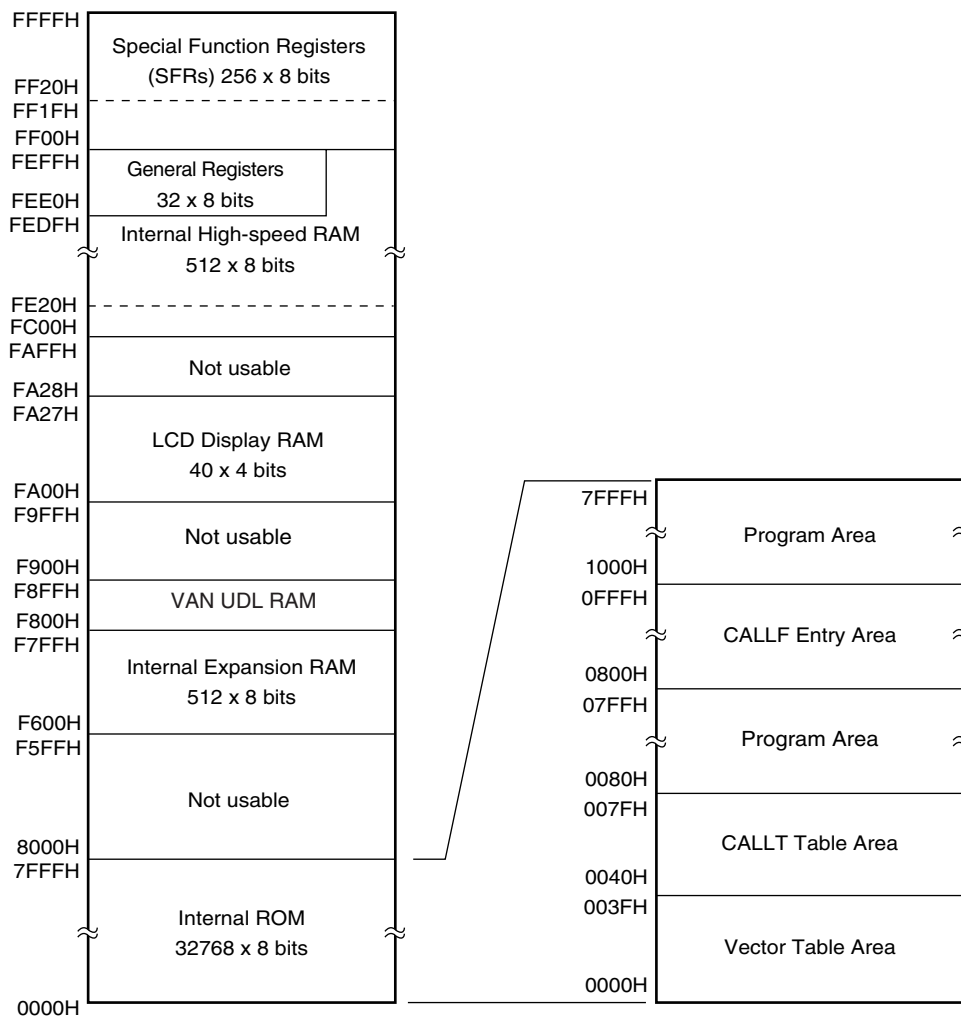 FFFFH
Special Function Registers
(SFRs) 256 x 8 bits
FF20H
FF1FH
FF00H
FEFFH
General Registers
32 x 8 bits
FEE0H
FEDFH
Internal High-speed RAM
512 x 8 bits
FE20H
FC00H
FAFFH
Not usable
FA28H
FA27H
LCD Display RAM
40 x 4 bits
FA00H
F9FFH
Not usable
F900H
F8FFH
VAN UDL RAM
F800H
F7FFH
Internal Expansion RAM
512 x 8 bits
F600H
F5FFH
Not usable
8000H
7FFFH
Internal ROM
32768 x 8 bits
0000H
7FFFH
Program Area
1000H
0FFFH
CALLF Entry Area
0800H
07FFH
Program Area
0080H
007FH
CALLT Table Area
0040H
003FH
Vector Table Area
0000H